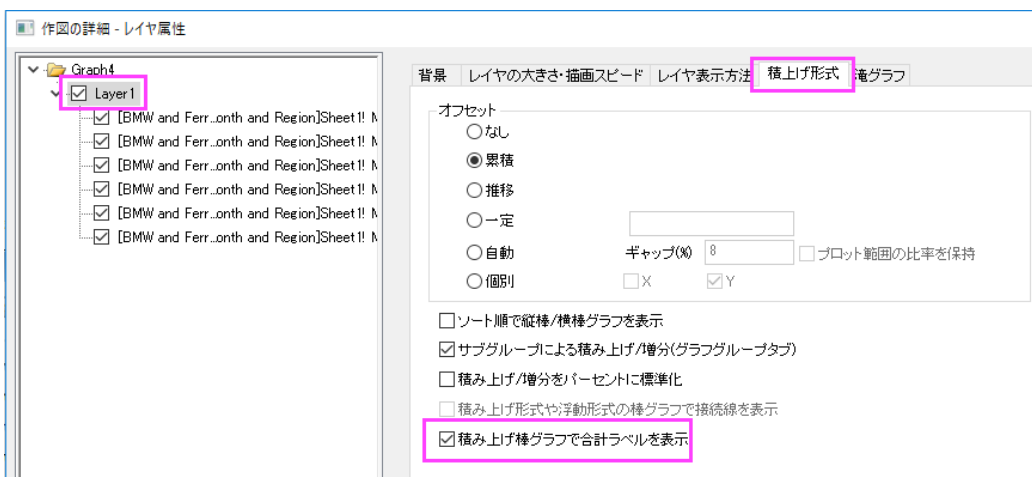 作図の詳細 - レイヤ属性
Graph4
Layer1
[BMW and Ferr...onth and Region]Sheet1! M
[BMW and Ferr...onth and Region]Sheet1! M
[BMW and Ferr...onth and Region]Sheet1! M
[BMW and Ferr...onth and Region]Sheet1! M
[BMW and Ferr...onth and Region]Sheet1! M
[BMW and Ferr...onth and Region]Sheet1! M
背景 レイヤの大きさ・描画スピード レイヤ表示方法 積上げ形式 滝グラフ
オフセット
なし
累積
推移
一定
自動 ギャップ(%) 8 プロット範囲の比率を保持
個別 X Y
ソート順で縦棒/横棒グラフを表示
サブグループによる積み上げ/増分(グラフグループタブ)
積み上げ/増分をパーセントに標準化
積み上げ形式や浮動形式の棒グラフで接続線を表示
積み上げ棒グラフで合計ラベルを表示